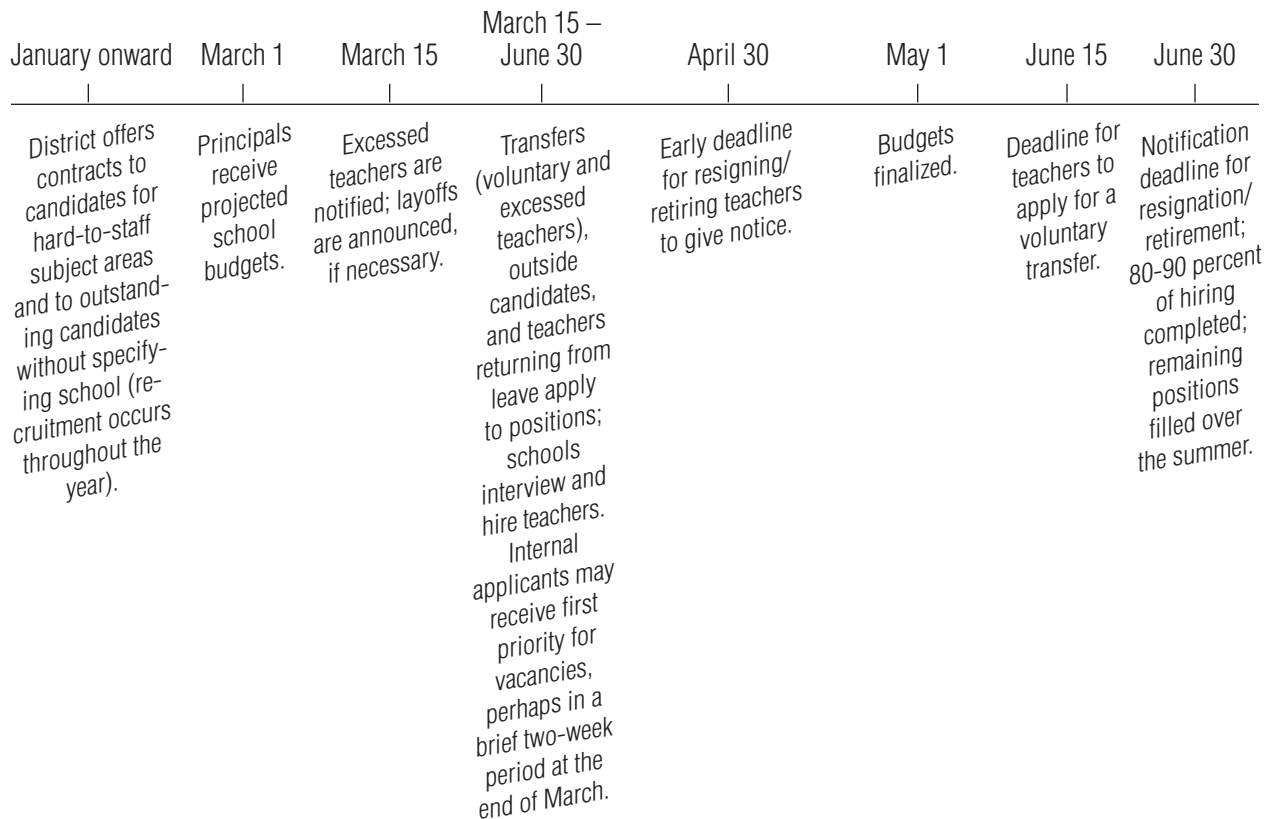 January onward
March 1
March 15
March 15 –
June 30
April 30
May 1
June 15
June 30
District offers
contracts to
candidates for
hard-to-staff
subject areas
and to outstand-
ing candidates
without specify-
ing school (re-
cruitment occurs
throughout the
year).
Principals
receive
projected
school
budgets.
Excessed
teachers are
notified; layoffs
are announced,
if necessary.
Transfers
(voluntary and
excessed
teachers),
outside
candidates,
and teachers
returning from
leave apply
to positions;
schools
interview and
hire teachers.
Internal
applicants may
receive first
priority for
vacancies,
perhaps in a
brief two-week
period at the
end of March.
Early deadline
for resigning/
retiring teachers
to give notice.
Budgets
finalized.
Deadline for
teachers to
apply for a
voluntary
transfer.
Notification
deadline for
resignation/
retirement;
80-90 percent
of hiring
completed;
remaining
positions
filled over
the summer.